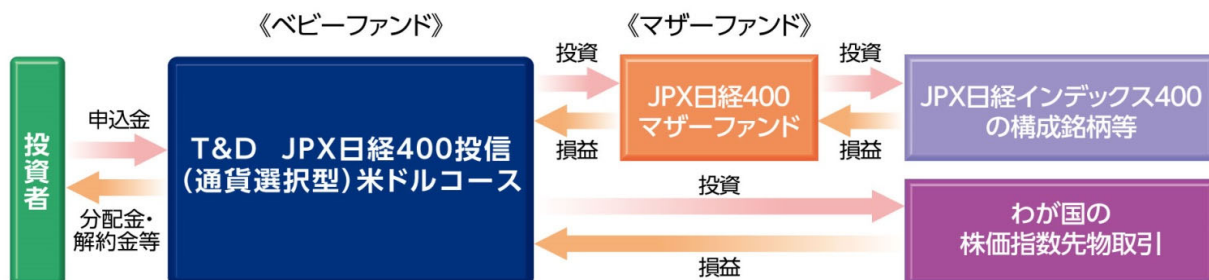 《ベビーファンド》
《マザーファンド》
投資者
申込金
分配金・
解約金等
T&D JPX日経400投信
(通貨選択型)米ドルコース
投資
損益
JPX日経400
マザーファンド
投資
損益
JPX日経インデックス400
の構成銘柄等
投資
損益
わが国の
株価指数先物取引